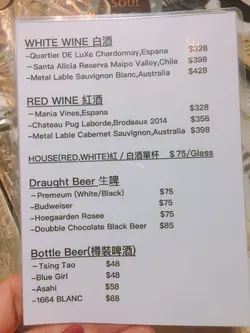 SOUL
WHITE WINE 白酒
-Quartier DE LuXe Chardonnay,Espana $328
- Santa Alicia Reserva Maipo Valley,Chile $398
-Metal Lable Sauvignon Blanc,Australia $428
RED WINE 紅酒
- Mania Vines,Espana $328
-Chateau Pug Laborde,Brodeaux 2014 $358
-Metal Lable Cabernet Sauvignon,Australia $398
HOUSE(RED,WHITE)紅 / 白酒單杯 $75/Glass
Draught Beer 生啤
-Premeum (White/Black) $75
-Budweiser $75
-Hoegaarden Rosee $75
-Doubble Chocolate Black Beer $85
Bottle Beer(樽裝啤酒)
- Tsing Tao $48
-Blue Girl $48
-Asahi $58
-1664 BLANC $68